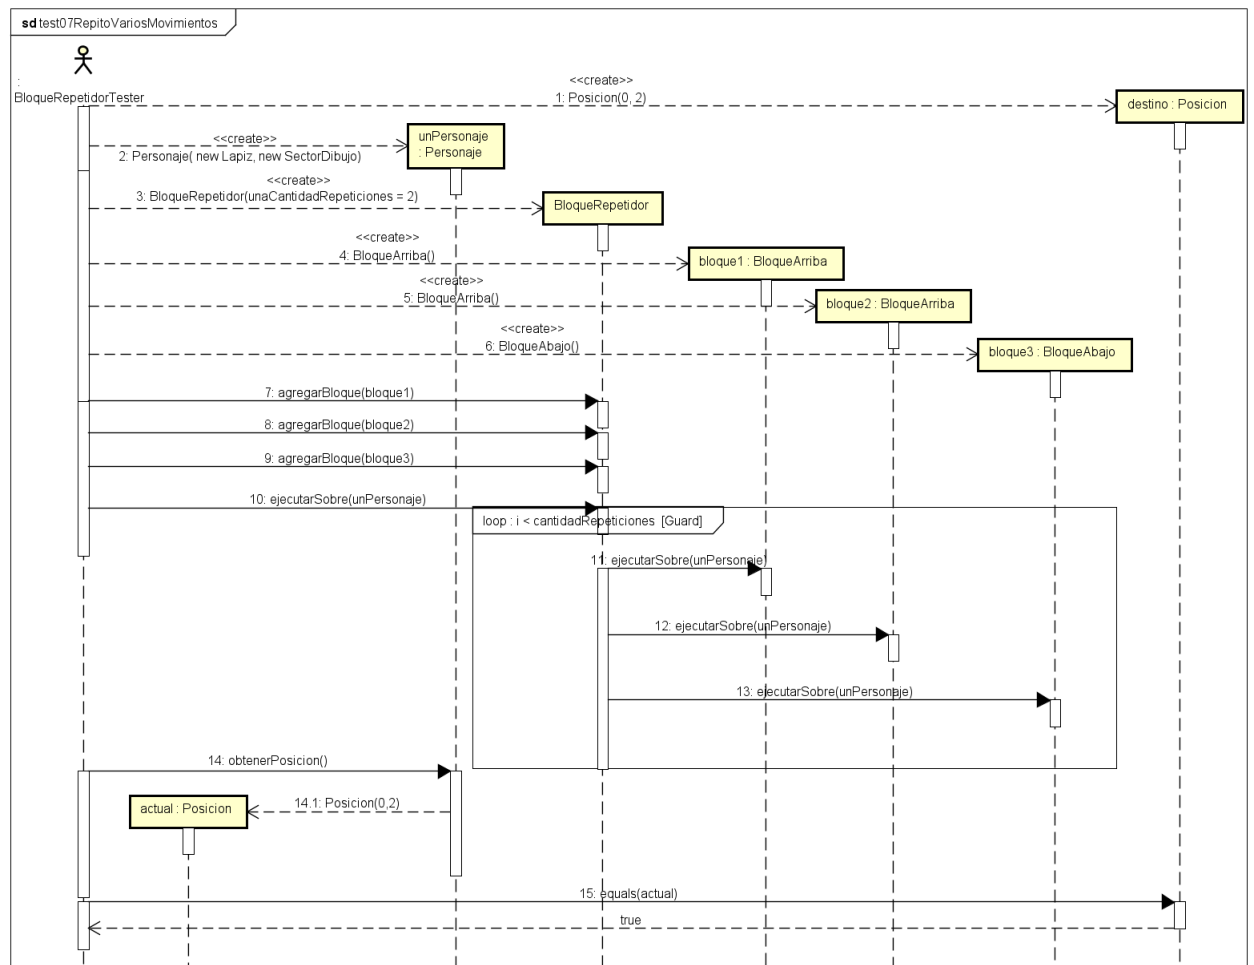 sd test07RepitoVariosMovimientos
:
BloqueRepetidorTester
<<create>>
1: Posicion(0, 2)
destino : Posicion
<<create>>
2: Personaje( new Lapiz, new SectorDibujo)
unPersonaje
: Personaje
<<create>>
3: BloqueRepetidor(unaCantidadRepeticiones = 2)
BloqueRepetidor
<<create>>
4: BloqueArriba()
bloque1 : BloqueArriba
<<create>>
5: BloqueArriba()
bloque2 : BloqueArriba
<<create>>
6: BloqueAbajo()
bloque3 : BloqueAbajo
7: agregarBloque(bloque1)
8: agregarBloque(bloque2)
9: agregarBloque(bloque3)
10: ejecutarSobre(unPersonaje)
loop : i < cantidadRepeticiones [Guard]
11: ejecutarSobre(unPersonaje)
12: ejecutarSobre(unPersonaje)
13: ejecutarSobre(unPersonaje)
14: obtenerPosicion()
actual : Posicion
14.1: Posicion(0,2)
15: equals(actual)
true